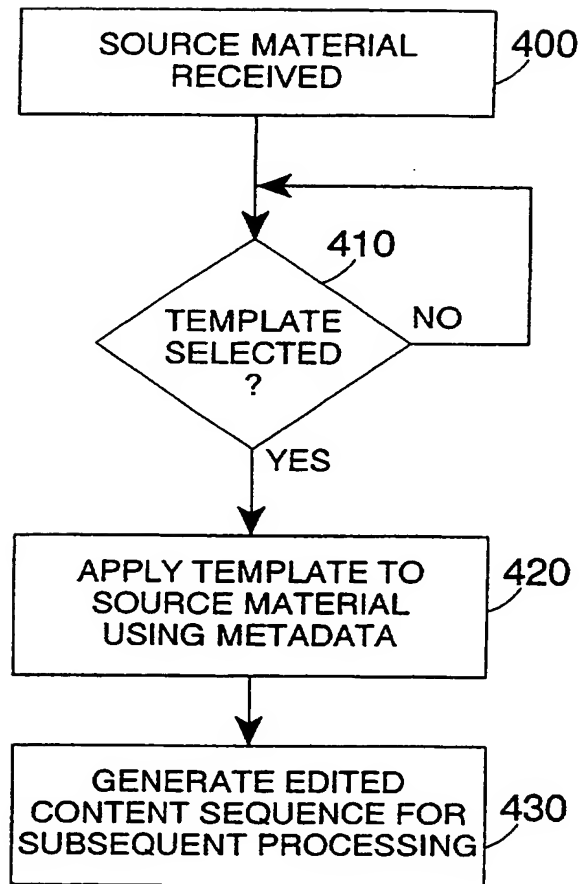 SOURCE MATERIAL
RECEIVED
400
410
TEMPLATE
SELECTED
?
NO
YES
APPLY TEMPLATE TO
SOURCE MATERIAL
USING METADATA
420
GENERATE EDITED
CONTENT SEQUENCE FOR
SUBSEQUENT PROCESSING
430